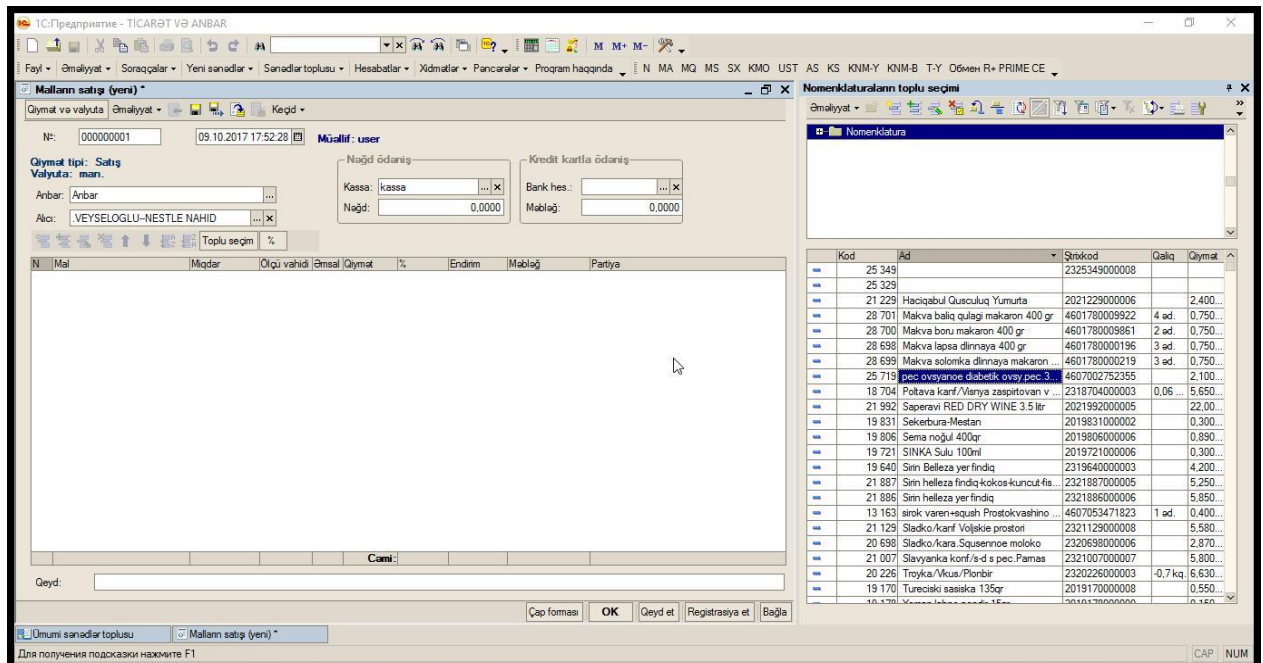 1С:Предприятие - TİCARƏT VƏ ANBAR
M M+ M-
Fayl Əməliyyat Soraqçalar Yeni sənədlər Sənədlər toplusu Hesabatlar Xidmətlər Pəncərələr Proqram haqqında N MA MQ MS SX KMO UST AS KS KNM-Y KNM-B T-Y Обмен R+ PRIME CE
Malların satışı (yeni) *
Qiymət və valyuta Əməliyyat Keçid
№: 000000001 09.10.2017 17:52:28 Müəllif: user
Qiymət tipi: Satış
Valyuta: man.
Anbar: Anbar
Alıcı: .VEYSELOGLU--NESTLE NAHID
Nağd ödəniş
Kassa: kassa
Nağd: 0,0000
Kredit kartla ödəniş
Bank hes.:
Məbləğ: 0,0000
Toplu seçim %
N Mal Miqdar Ölçü vahidi Əmsal Qiymət % Endirim Məbləğ Partiya
Cəmi:
Qeyd:
Çap forması OK Qeyd et Registrasiya et Bağla
Nomenklaturaların toplu seçimi
Əməliyyat
Nomenklatura
Kod Ad Ştrixkod Qalıq Qiymət
25 349 2325349000008
25 329
21 229 Haciqabul Qusculuq Yumurta 2021229000006 2,400...
28 701 Makva baliq qulagi makaron 400 gr 4601780009922 4 əd. 0,750...
28 700 Makva boru makaron 400 gr 4601780009861 2 əd. 0,750...
28 698 Makva lapsa dlinnaya 400 gr 4601780000196 3 əd. 0,750...
28 699 Makva solomka dlinnaya makaron ... 4601780000219 3 əd. 0,750...
25 719 pec ovsyanoe diabetik ovsy.pec.3... 4607002752355 2,100...
18 704 Poltava kanf/Visnya zaspirtovan v ... 2318704000003 0,06 ... 5,650...
21 992 Saperavi RED DRY WINE 3.5 litr 2021992000005 22,00...
19 831 Sekerbura-Mestan 2019831000002 0,300...
19 806 Sema noğul 400qr 2019806000006 0,890...
19 721 SINKA Sulu 100ml 2019721000006 0,300...
19 640 Sirin Belleza yer findiq 2319640000003 4,200...
21 887 Sirin helleza findiq-kokos-kuncut-fis... 2321887000005 5,250...
21 886 Sirin helleza yer findiq 2321886000006 5,850...
13 163 sirok varen+sqush Prostokvashino ... 4607053471823 1 əd. 0,400...
21 129 Sladko/kanf Voljskie prostori 2321129000008 5,580...
20 698 Sladko/kara.Squsennoe moloko 2320698000006 2,870...
21 007 Slavyanka konf/s-d s pec.Parnas 2321007000007 5,800...
20 226 Troyka/Vkus/Plonbir 2320226000003 -0,7 kq. 6,630...
19 170 Tureciski sasiska 135qr 2019170000008 0,550...
Ümumi sənədlər toplusu Malların satışı (yeni) *
Для получения подсказки нажмите F1 CAP NUM